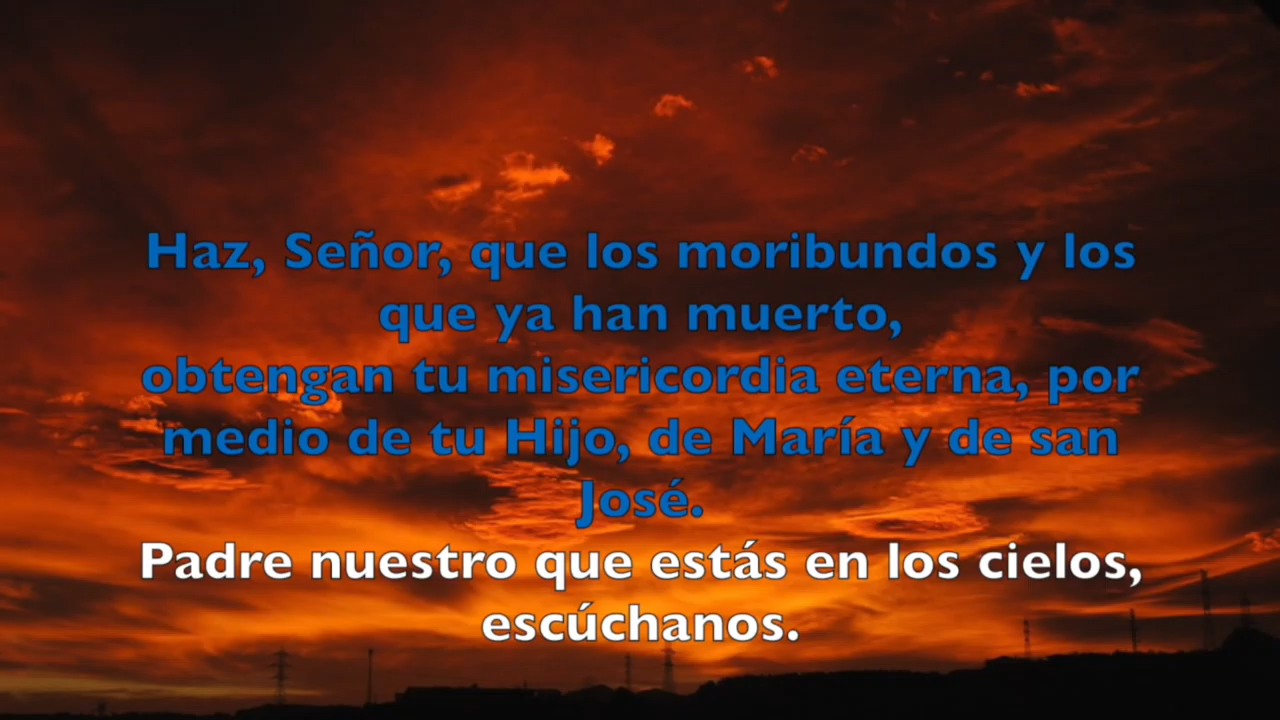 Haz, Señor, que los moribundos y los
que ya han muerto,
obtengan tu misericordia eterna, por
medio de tu Hijo, de María y de san
José.
Padre nuestro que estás en los cielos,
escúchanos.